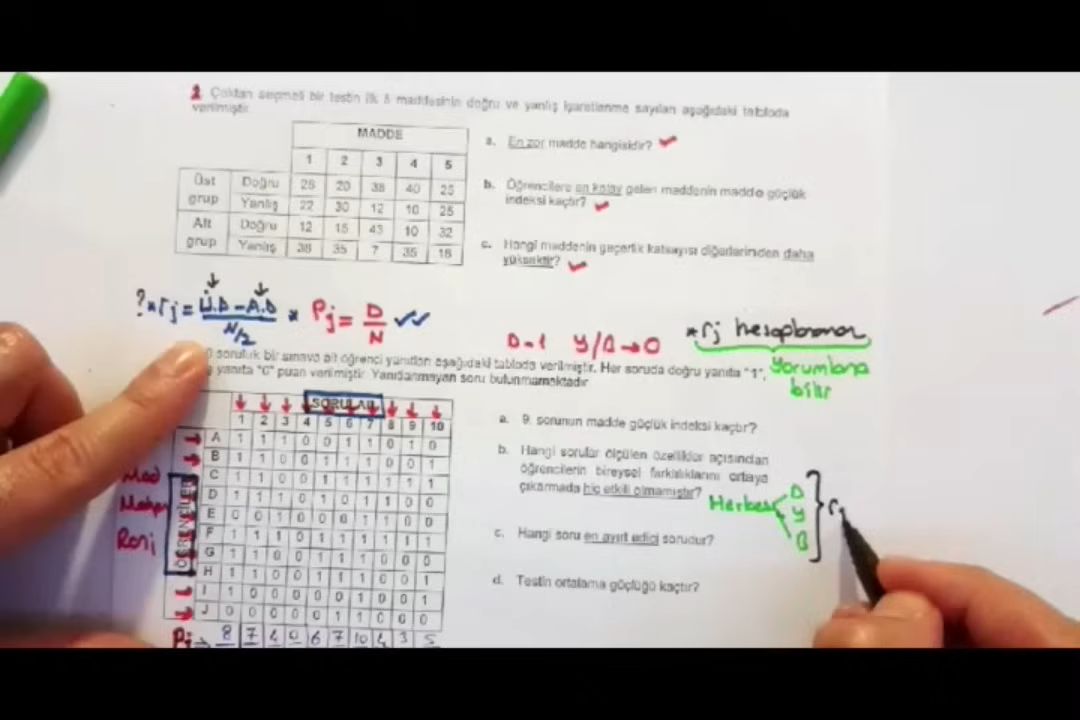 2. Çoktan seçmeli bir testin ilk 5 maddesinin doğru ve yanlış işaretlenme sayıları aşağıdaki tabloda
verilmiştir.
MADDE
1 2 3 4 5
Üst grup Doğru 28 20 38 40 25
Yanlış 22 30 12 10 25
Alt grup Doğru 12 15 43 10 32
Yanlış 38 35 7 35 18
a. En zor madde hangisidir?
b. Öğrencilere en kolay gelen maddenin madde güçlük
indeksi kaçtır?
c. Hangi maddenin geçerlik katsayısı diğerlerinden daha
yüksektir?
?*rj = Ü.D - A.D / N/2 * Pj = D / N
D→1 Y/B→0
*rj hesaplanamaz
yorumlana
bilir
0 soruluk bir sınava ait öğrenci yanıtları aşağıdaki tabloda verilmiştir. Her soruda doğru yanıta "1",
yanıta "0" puan verilmiştir. Yanıtlanmayan soru bulunmamaktadır
SORULAR
1 2 3 4 5 6 7 8 9 10
A 1 1 1 0 0 1 1 0 1 0
B 1 1 0 0 1 1 1 0 0 1
C 1 1 0 0 1 1 1 1 1 1
D 1 1 1 0 1 0 1 1 0 0
E 0 0 1 0 0 0 1 1 0 0
F 1 1 1 0 1 1 1 1 1 1
G 1 1 0 0 1 1 1 0 0 0
H 1 1 0 0 1 1 1 0 0 1
I 1 0 0 0 0 0 1 0 0 1
J 0 0 0 0 0 1 1 0 0 0
ÖĞRENCİLER
Pj → 8 7 4 0 6 7 10 4 3 5
a. 9. sorunun madde güçlük indeksi kaçtır?
b. Hangi sorular ölçülen özellikler açısından
öğrencilerin bireysel farklılıklarını ortaya
çıkarmada hiç etkili olmamıştır?
Herkes D Y B } rj
c. Hangi soru en ayırt edici sorudur?
d. Testin ortalama güçlüğü kaçtır?